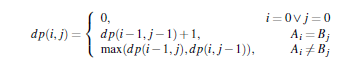 dp(i, j) = { 0, i = 0 ∨ j = 0
dp(i − 1, j − 1) + 1, A_i = B_j
max(dp(i − 1, j), dp(i, j − 1)), A_i ≠ B_j